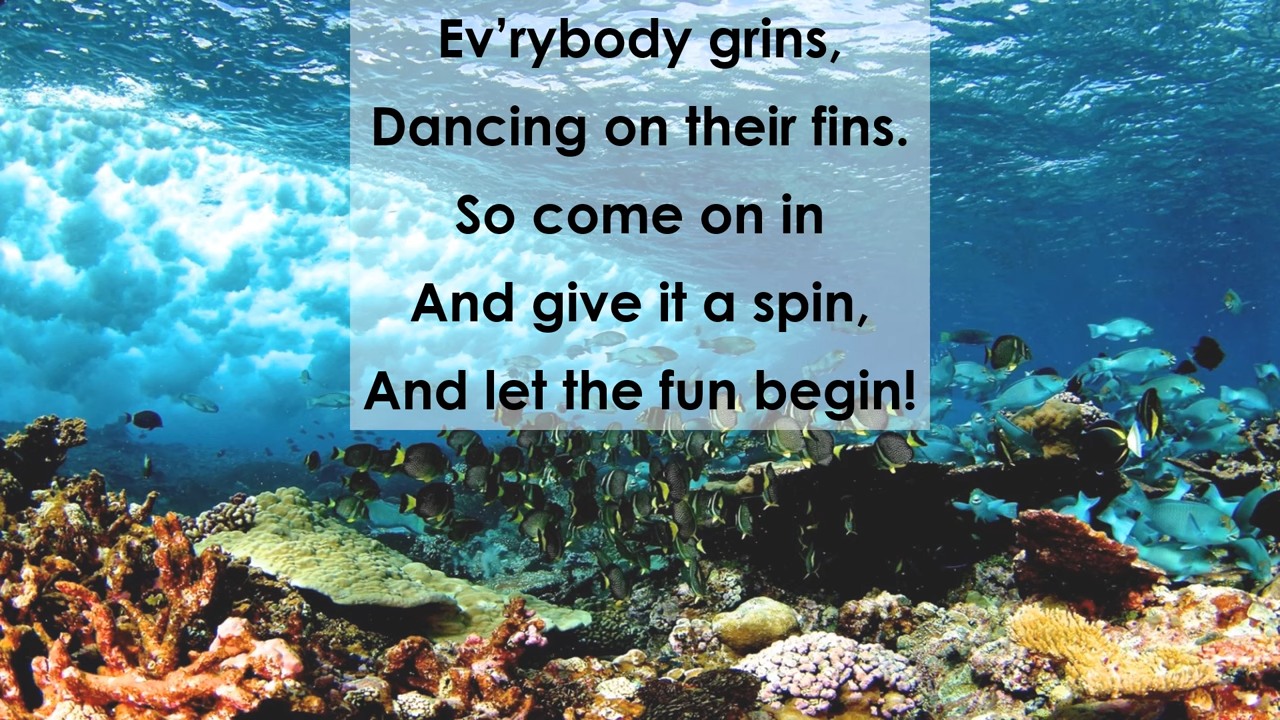 Ev’rybody grins,
Dancing on their fins.
So come on in
And give it a spin,
And let the fun begin!